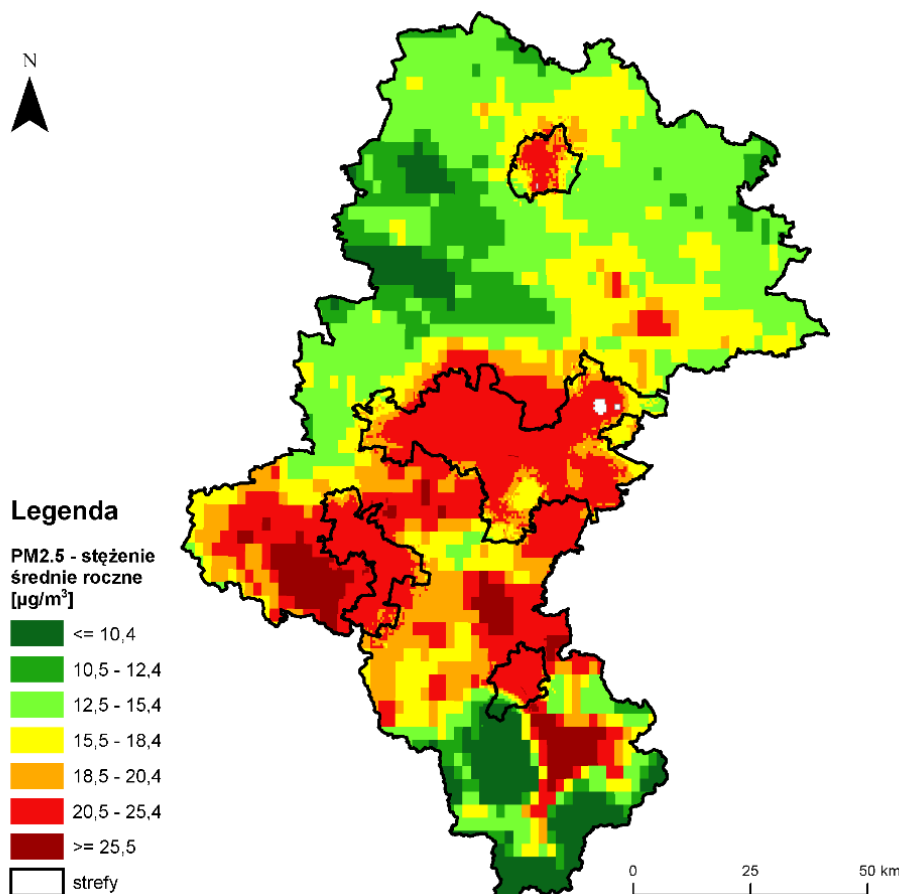 N
Legenda
PM2.5 - stężenie
średnie roczne
[µg/m³]
<= 10,4
10,5 - 12,4
12,5 - 15,4
15,5 - 18,4
18,5 - 20,4
20,5 - 25,4
>= 25,5
strefy
0 25 50 km